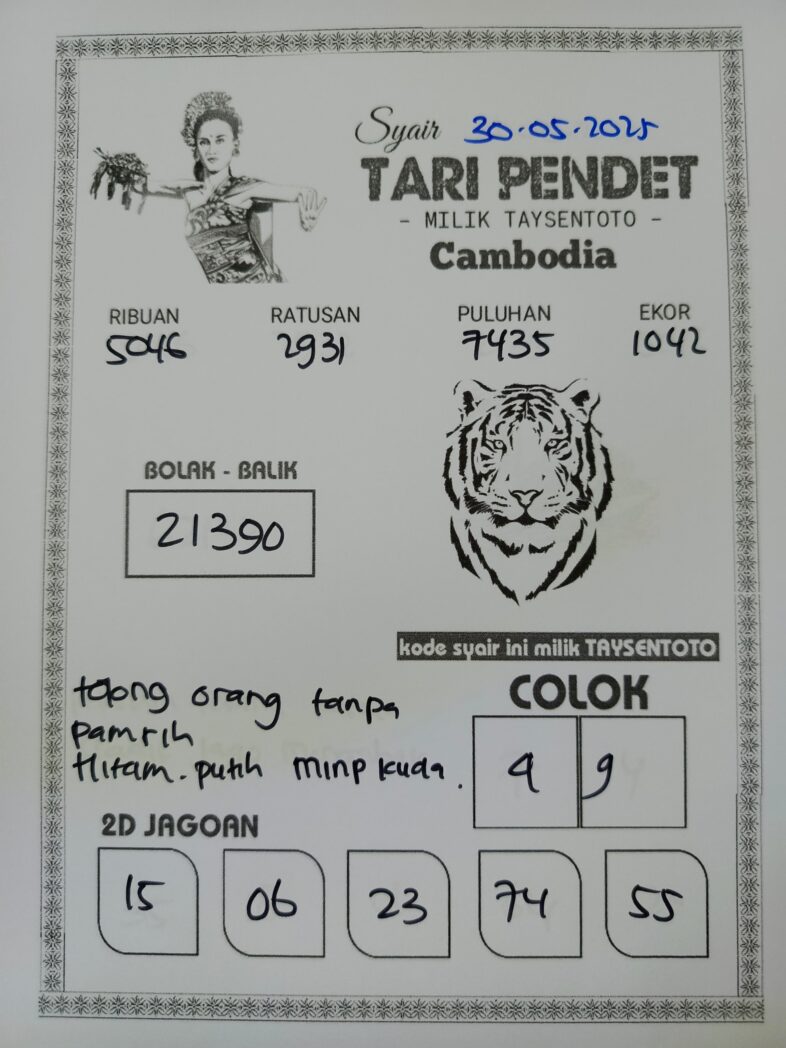 Syair 30.05.2025
TARI PENDET
- MILIK TAYSENTOTO -
Cambodia
RIBUAN RATUSAN PULUHAN EKOR
5046 2931 7435 1042
BOLAK - BALIK
21390
kode syair ini milik TAYSENTOTO
tolong orang tanpa
pamrih
Hitam. putih minp kuda.
COLOK
9 9
2D JAGOAN
15 06 23 74 55